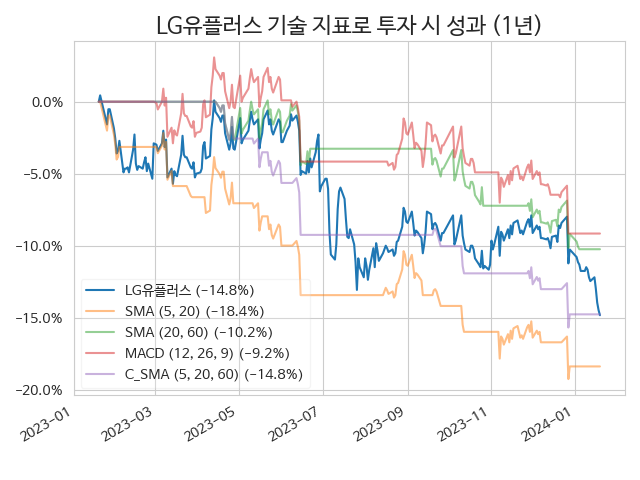 LG유플러스 기술 지표로 투자 시 성과 (1년)
0.0%
−5.0%
−10.0%
−15.0%
−20.0%
LG유플러스 (−14.8%)
SMA (5, 20) (−18.4%)
SMA (20, 60) (−10.2%)
MACD (12, 26, 9) (−9.2%)
C_SMA (5, 20, 60) (−14.8%)
2023−01
2023−03
2023−05
2023−07
2023−09
2023−11
2024−01